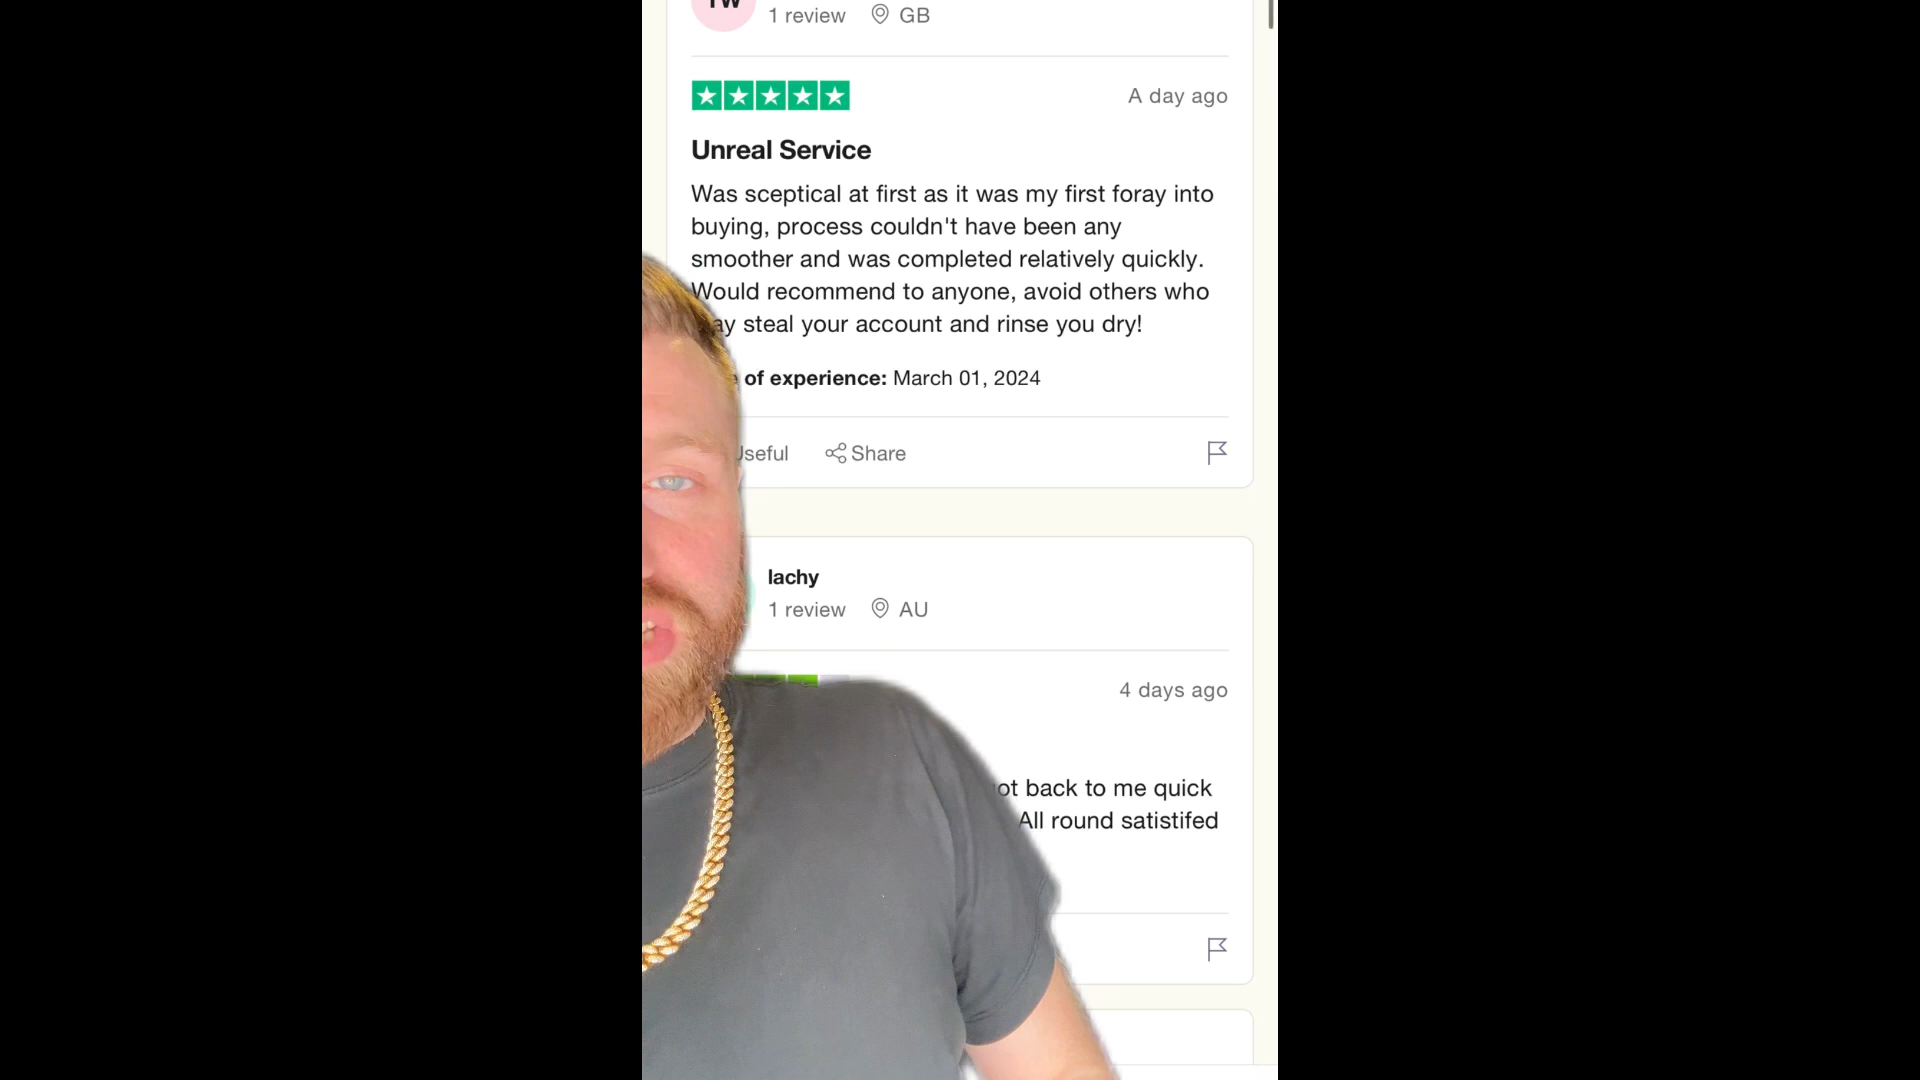 1 review GB
A day ago
Unreal Service
Was sceptical at first as it was my first foray into
buying, process couldn't have been any
smoother and was completed relatively quickly.
Would recommend to anyone, avoid others who
steal your account and rinse you dry!
of experience: March 01, 2024
Useful Share
lachy
1 review AU
4 days ago
back to me quick
All round satistifed